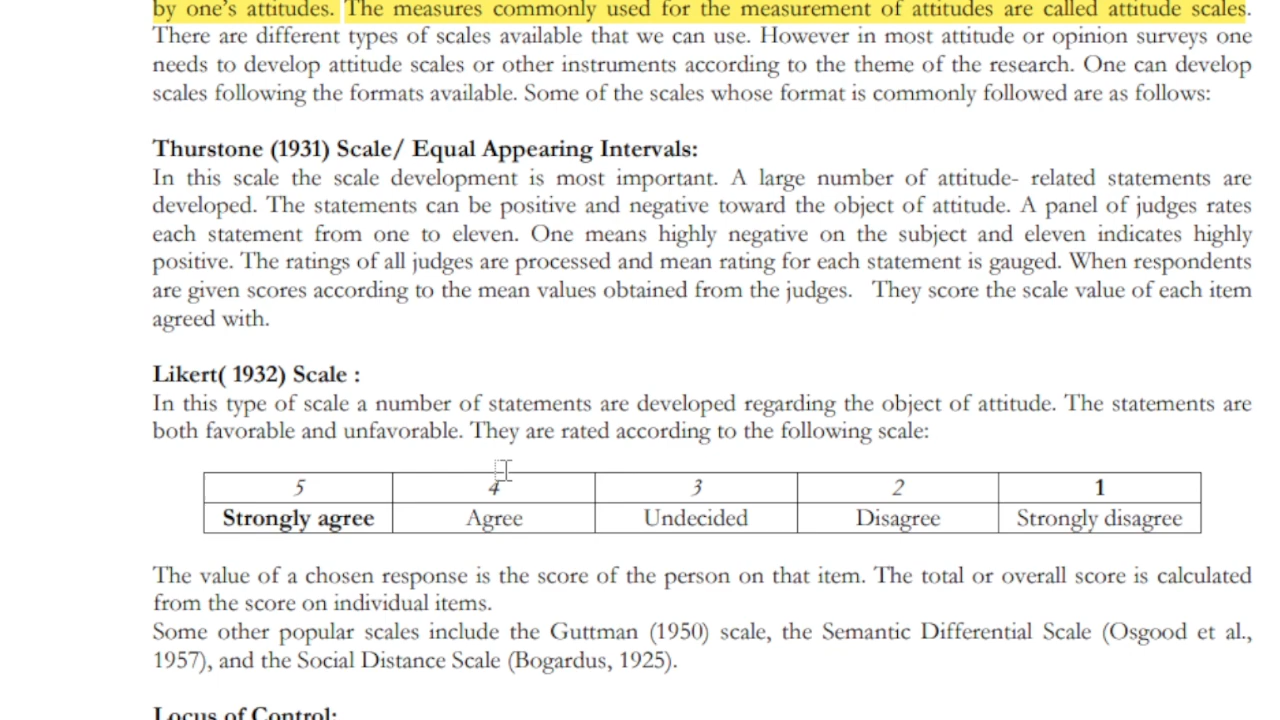 by one's attitudes. The measures commonly used for the measurement of attitudes are called attitude scales.
There are different types of scales available that we can use. However in most attitude or opinion surveys one
needs to develop attitude scales or other instruments according to the theme of the research. One can develop
scales following the formats available. Some of the scales whose format is commonly followed are as follows:
Thurstone (1931) Scale/ Equal Appearing Intervals:
In this scale the scale development is most important. A large number of attitude- related statements are
developed. The statements can be positive and negative toward the object of attitude. A panel of judges rates
each statement from one to eleven. One means highly negative on the subject and eleven indicates highly
positive. The ratings of all judges are processed and mean rating for each statement is gauged. When respondents
are given scores according to the mean values obtained from the judges. They score the scale value of each item
agreed with.
Likert( 1932) Scale :
In this type of scale a number of statements are developed regarding the object of attitude. The statements are
both favorable and unfavorable. They are rated according to the following scale:
5 4 3 2 1
Strongly agree Agree Undecided Disagree Strongly disagree
The value of a chosen response is the score of the person on that item. The total or overall score is calculated
from the score on individual items.
Some other popular scales include the Guttman (1950) scale, the Semantic Differential Scale (Osgood et al.,
1957), and the Social Distance Scale (Bogardus, 1925).
Locus of Control: